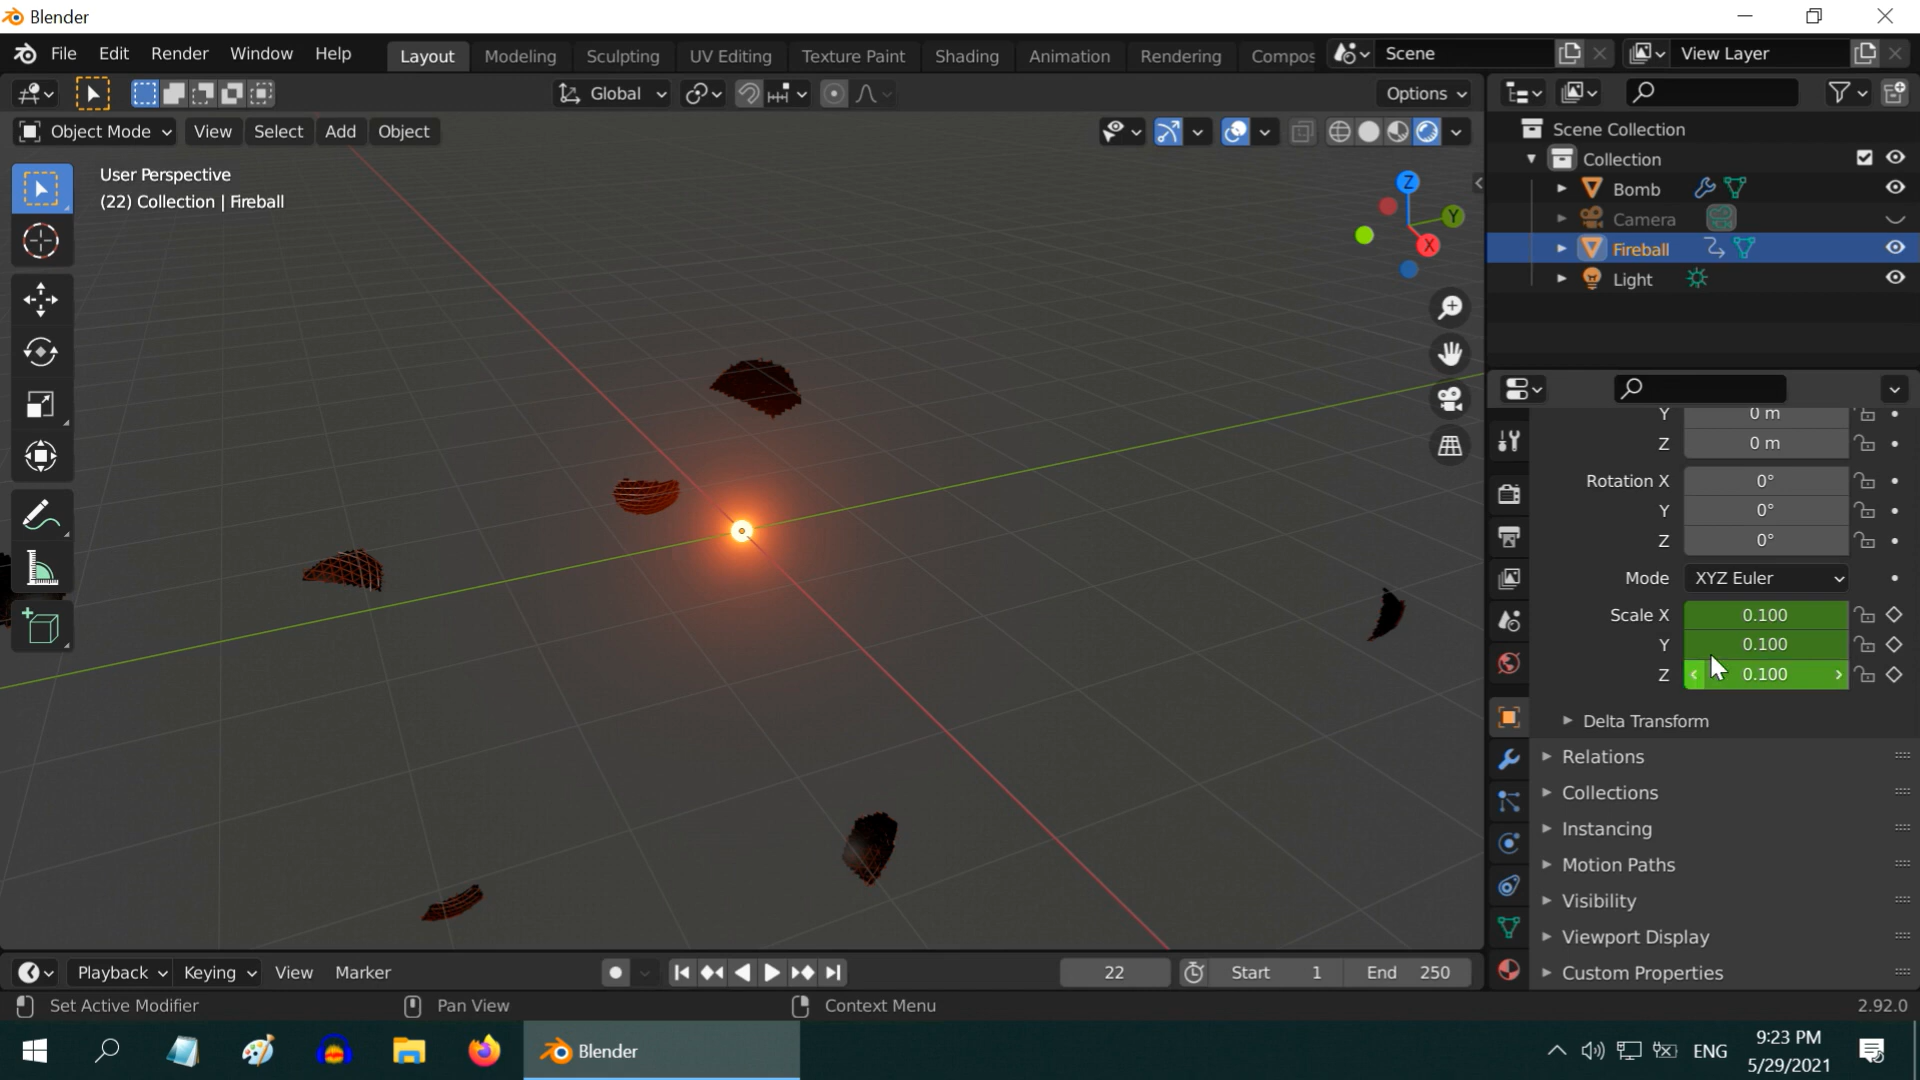 Blender
File Edit Render Window Help Layout Modeling Sculpting UV Editing Texture Paint Shading Animation Rendering Compos Scene View Layer
Global Options
Object Mode View Select Add Object
User Perspective
(22) Collection | Fireball
Z
Y
X
Scene Collection
Collection
Bomb
Camera
Fireball
Light
Y 0 m
Z 0 m
Rotation X 0°
Y 0°
Z 0°
Mode XYZ Euler
Scale X 0.100
Y 0.100
Z 0.100
Delta Transform
Relations
Collections
Instancing
Motion Paths
Visibility
Viewport Display
Custom Properties
Playback Keying View Marker 22 Start 1 End 250
Set Active Modifier Pan View Context Menu 2.92.0
Blender ENG 9:23 PM
5/29/2021